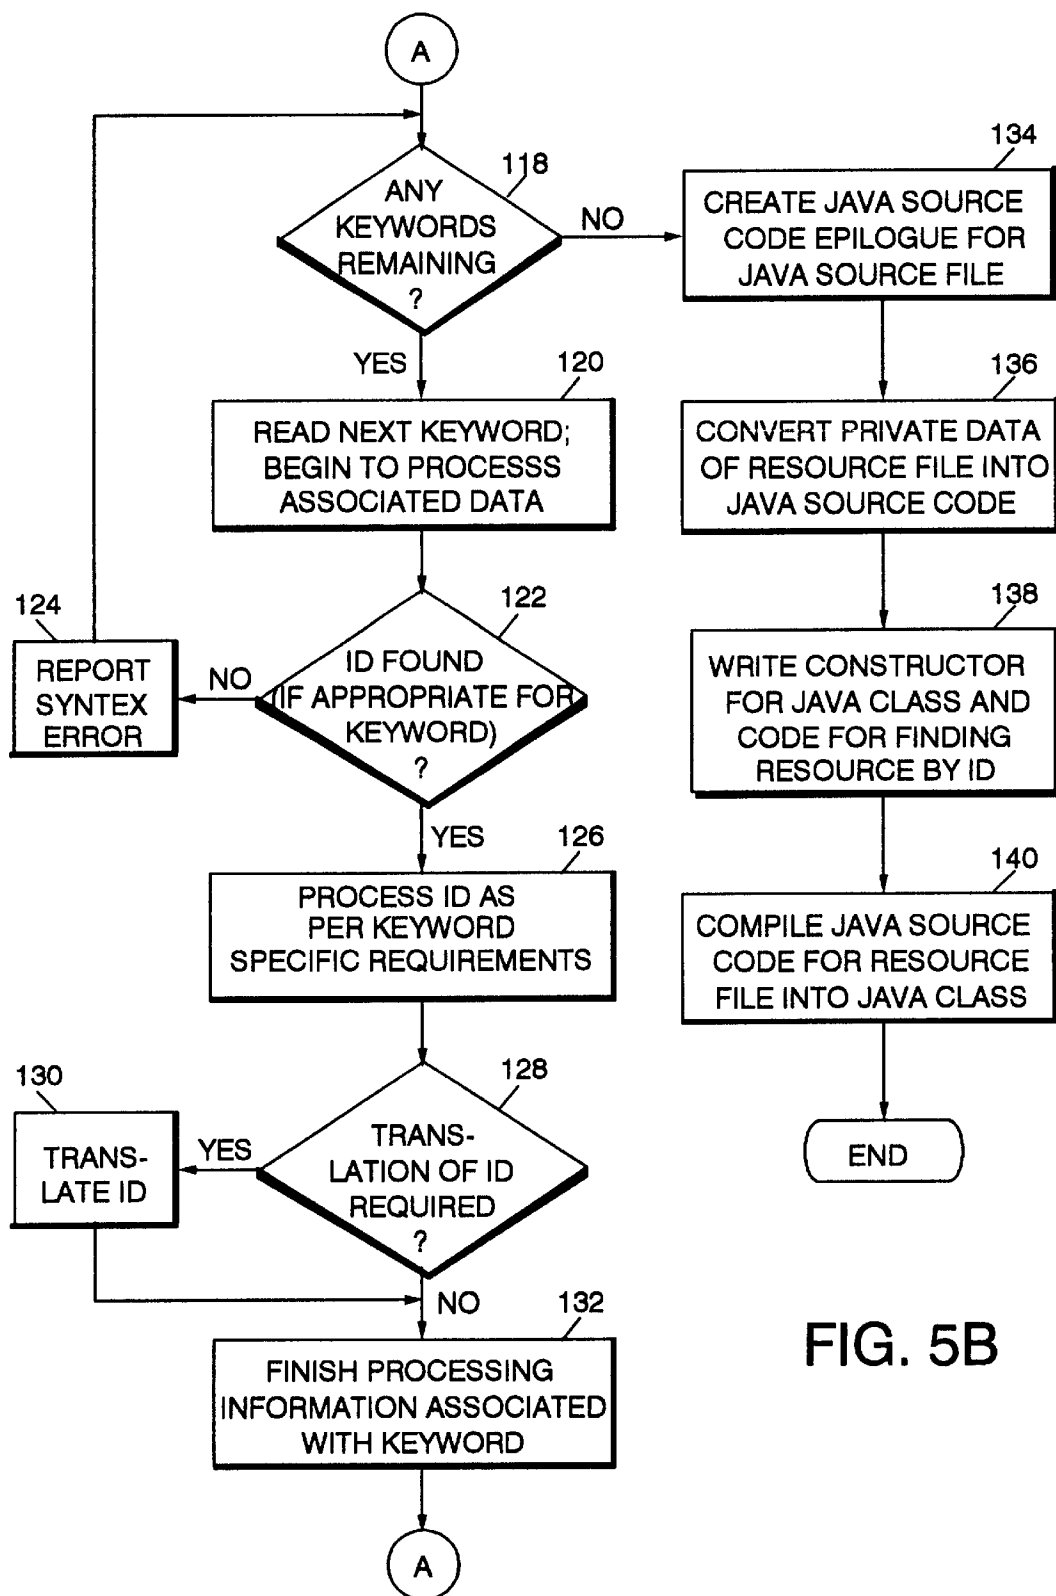 A
118
ANY
KEYWORDS
REMAINING
?
NO
YES
120
READ NEXT KEYWORD;
BEGIN TO PROCESSS
ASSOCIATED DATA
122
ID FOUND
(IF APPROPRIATE FOR
KEYWORD)
?
NO
124
REPORT
SYNTEX
ERROR
YES
126
PROCESS ID AS
PER KEYWORD
SPECIFIC REQUIREMENTS
128
TRANS-
LATION OF ID
REQUIRED
?
YES
130
TRANS-
LATE ID
NO
132
FINISH PROCESSING
INFORMATION ASSOCIATED
WITH KEYWORD
A
134
CREATE JAVA SOURCE
CODE EPILOGUE FOR
JAVA SOURCE FILE
136
CONVERT PRIVATE DATA
OF RESOURCE FILE INTO
JAVA SOURCE CODE
138
WRITE CONSTRUCTOR
FOR JAVA CLASS AND
CODE FOR FINDING
RESOURCE BY ID
140
COMPILE JAVA SOURCE
CODE FOR RESOURCE
FILE INTO JAVA CLASS
END
FIG. 5B